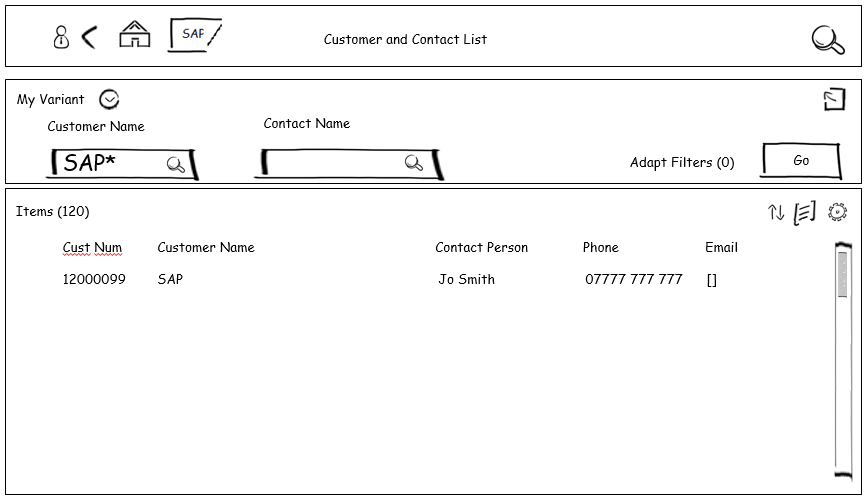 SAP
Customer and Contact List
My Variant
Customer Name
Contact Name
SAP*
Adapt Filters (0)
Go
Items (120)
Cust Num Customer Name Contact Person Phone Email
12000099 SAP Jo Smith 07777 777 777 []